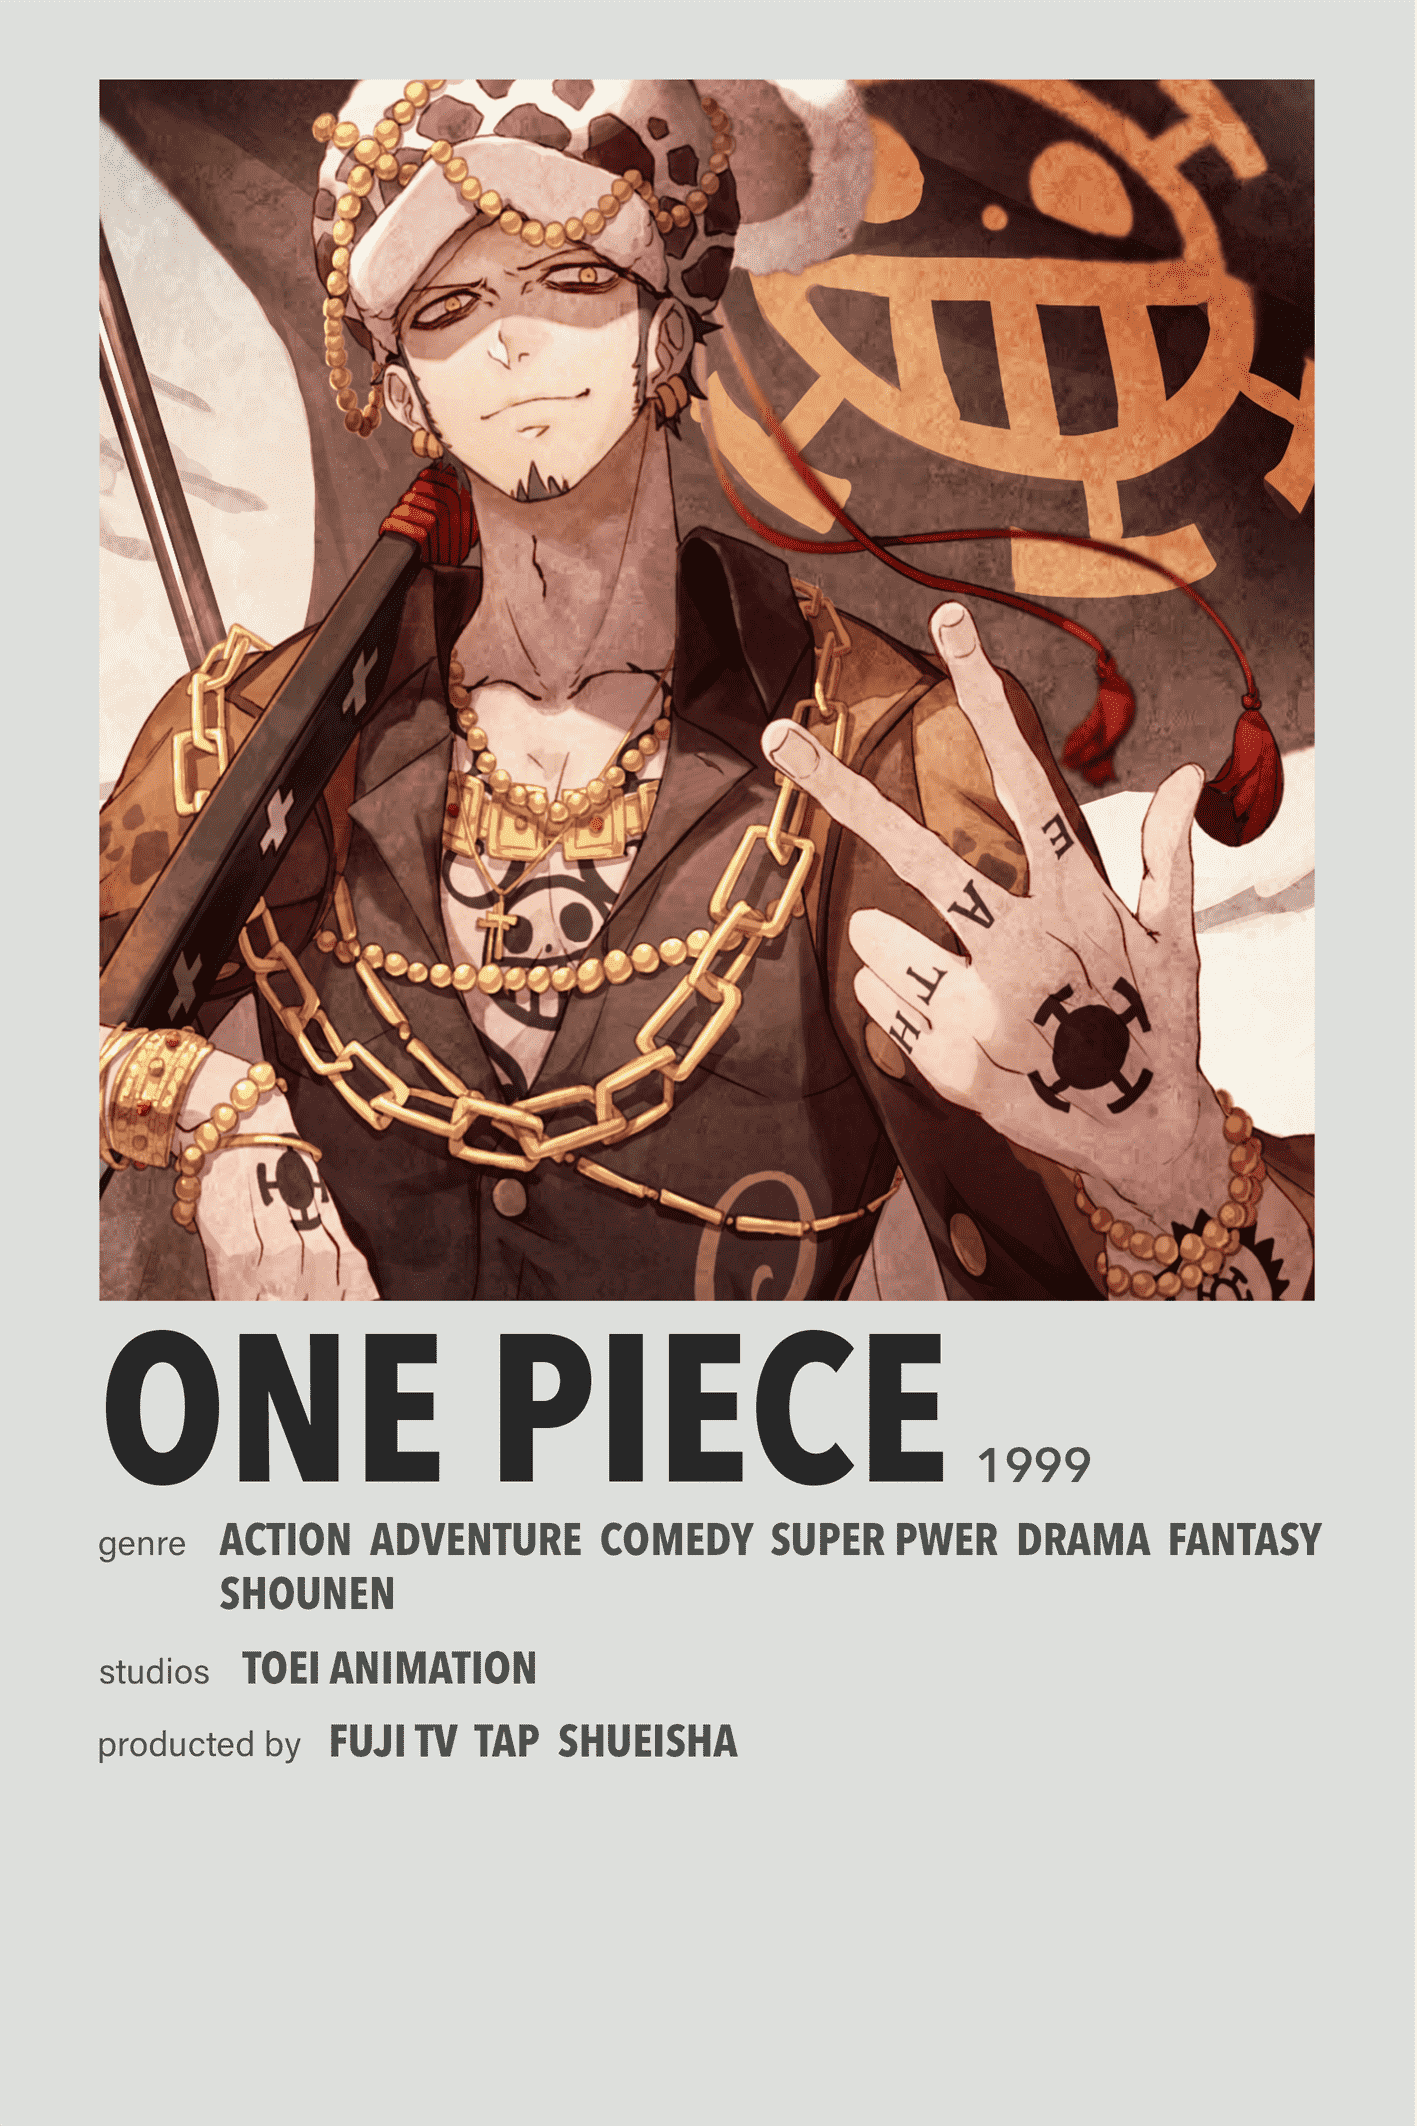 E
A
T
H
ONE PIECE 1999
genre ACTION ADVENTURE COMEDY SUPER PWER DRAMA FANTASY
SHOUNEN
studios TOEI ANIMATION
producted by FUJI TV TAP SHUEISHA